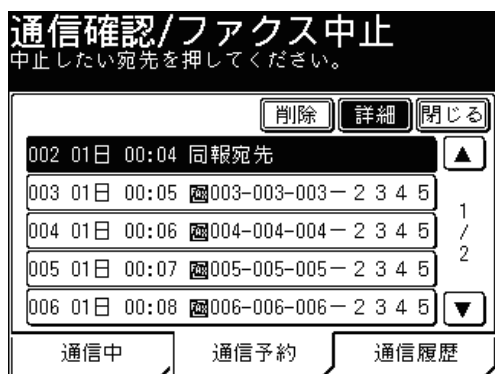 通信確認/ファクス中止
中止したい宛先を押してください。
削除 詳細 閉じる
002 01日 00:04 同報宛先 ▲
003 01日 00:05 FAX 003-003-003－２３４５
004 01日 00:06 FAX 004-004-004－２３４５
005 01日 00:07 FAX 005-005-005－２３４５
006 01日 00:08 FAX 006-006-006－２３４５ ▼
1/2
通信中 通信予約 通信履歴